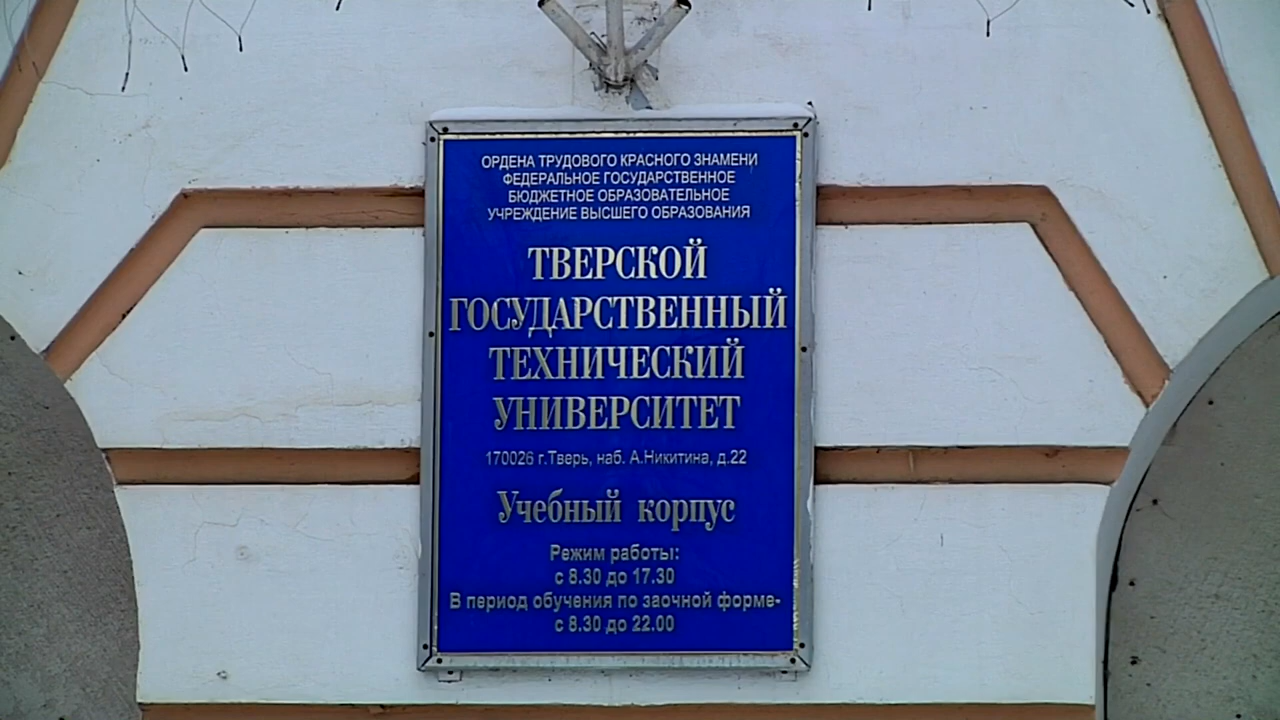 ОРДЕНА ТРУДОВОГО КРАСНОГО ЗНАМЕНИ
ФЕДЕРАЛЬНОЕ ГОСУДАРСТВЕННОЕ
БЮДЖЕТНОЕ ОБРАЗОВАТЕЛЬНОЕ
УЧРЕЖДЕНИЕ ВЫСШЕГО ОБРАЗОВАНИЯ
ТВЕРСКОЙ
ГОСУДАРСТВЕННЫЙ
ТЕХНИЧЕСКИЙ
УНИВЕРСИТЕТ
170026 г.Тверь, наб. А.Никитина, д.22
Учебный корпус
Режим работы:
с 8.30 до 17.30
В период обучения по заочной форме-
с 8.30 до 22.00